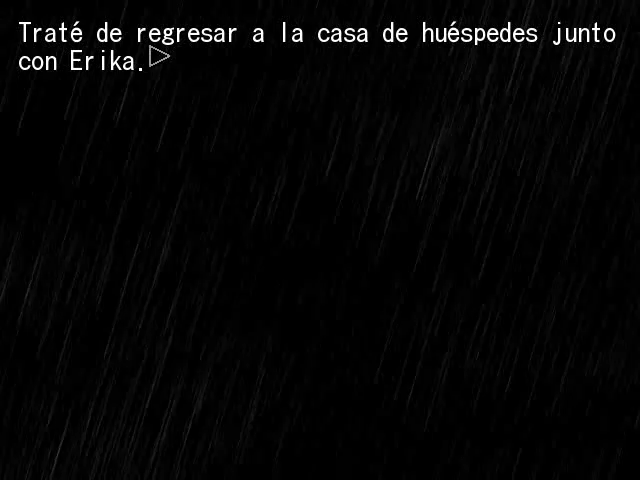 Traté de regresar a la casa de huéspedes junto
con Erika.